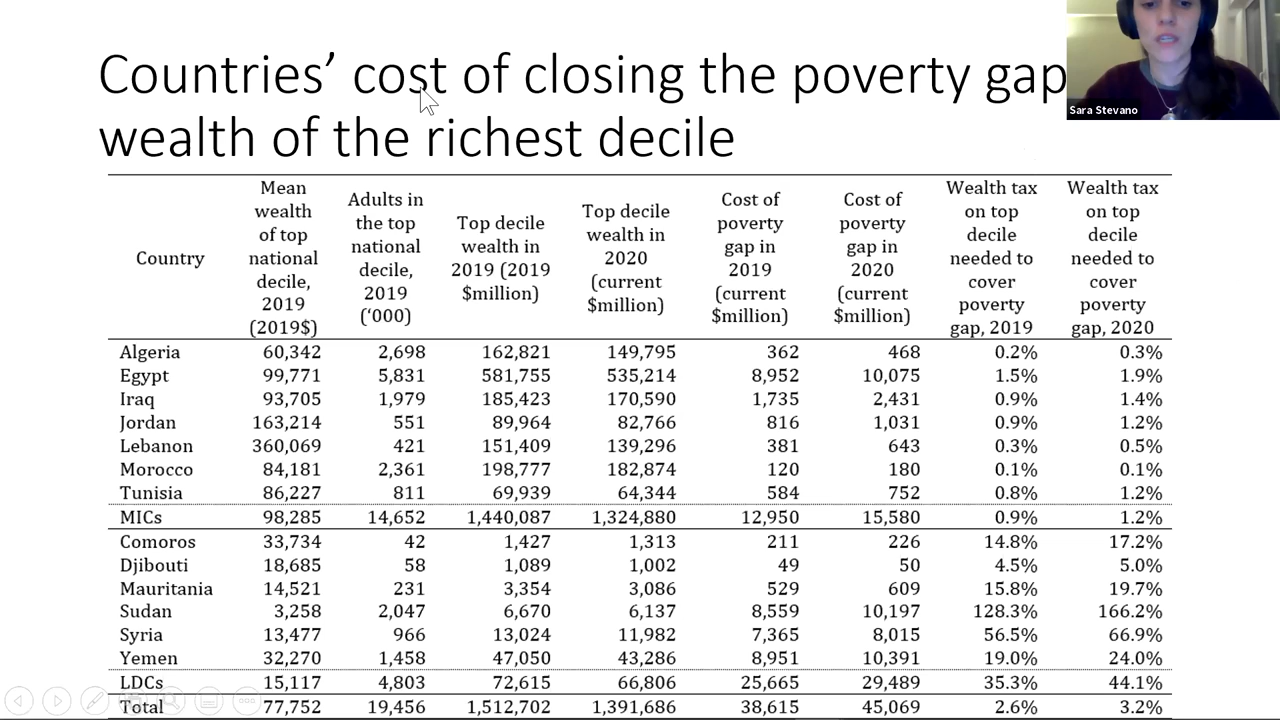 Countries’ cost of closing the poverty gap
wealth of the richest decile
Sara Stevano
Country
Mean
wealth
of top
national
decile,
2019
(2019$)
Adults in
the top
national
decile,
2019
(‘000)
Top decile
wealth in
2019 (2019
$million)
Top decile
wealth in
2020
(current
$million)
Cost of
poverty
gap in
2019
(current
$million)
Cost of
poverty
gap in
2020
(current
$million)
Wealth tax
on top
decile
needed to
cover
poverty
gap, 2019
Wealth tax
on top
decile
needed to
cover
poverty
gap, 2020
Algeria 60,342 2,698 162,821 149,795 362 468 0.2% 0.3%
Egypt 99,771 5,831 581,755 535,214 8,952 10,075 1.5% 1.9%
Iraq 93,705 1,979 185,423 170,590 1,735 2,431 0.9% 1.4%
Jordan 163,214 551 89,964 82,766 816 1,031 0.9% 1.2%
Lebanon 360,069 421 151,409 139,296 381 643 0.3% 0.5%
Morocco 84,181 2,361 198,777 182,874 120 180 0.1% 0.1%
Tunisia 86,227 811 69,939 64,344 584 752 0.8% 1.2%
MICs 98,285 14,652 1,440,087 1,324,880 12,950 15,580 0.9% 1.2%
Comoros 33,734 42 1,427 1,313 211 226 14.8% 17.2%
Djibouti 18,685 58 1,089 1,002 49 50 4.5% 5.0%
Mauritania 14,521 231 3,354 3,086 529 609 15.8% 19.7%
Sudan 3,258 2,047 6,670 6,137 8,559 10,197 128.3% 166.2%
Syria 13,477 966 13,024 11,982 7,365 8,015 56.5% 66.9%
Yemen 32,270 1,458 47,050 43,286 8,951 10,391 19.0% 24.0%
LDCs 15,117 4,803 72,615 66,806 25,665 29,489 35.3% 44.1%
Total 77,752 19,456 1,512,702 1,391,686 38,615 45,069 2.6% 3.2%